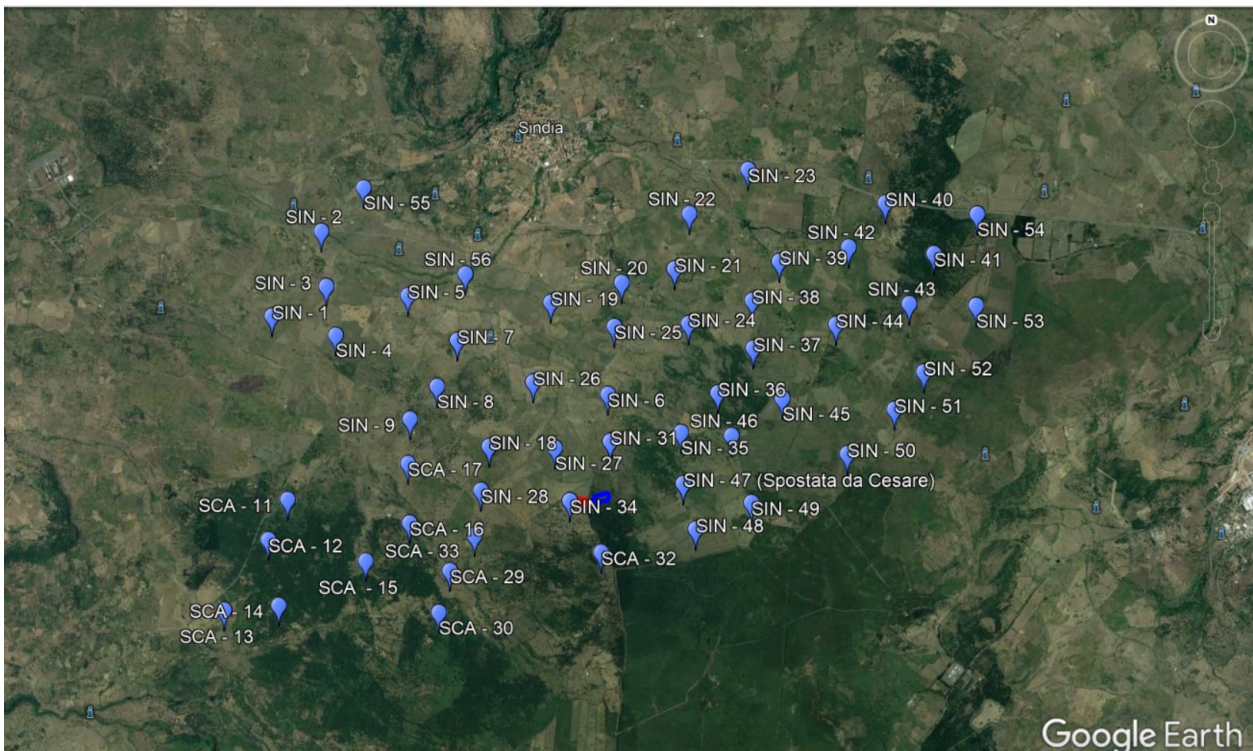 N
Sindia
SIN - 23
SIN - 55
SIN - 22
SIN - 40
SIN - 2
SIN - 54
SIN - 42
SIN - 39
SIN - 41
SIN - 56
SIN - 20
SIN - 21
SIN - 3
SIN - 5
SIN - 19
SIN - 38
SIN - 43
SIN - 1
SIN - 53
SIN - 24
SIN - 44
SIN - 25
SIN - 4
SIN - 7
SIN - 37
SIN - 52
SIN - 26
SIN - 36
SIN - 8
SIN - 6
SIN - 45
SIN - 51
SIN - 9
SIN - 46
SIN - 31
SIN - 18
SIN - 35
SIN - 50
SIN - 27
SCA - 17
SIN - 47 (Spostata da Cesare)
SIN - 28
SCA - 11
SIN - 34
SIN - 49
SCA - 16
SIN - 48
SCA - 12
SCA - 33
SCA - 32
SCA - 29
SCA - 15
SCA - 14
SCA - 30
SCA - 13
Google Earth